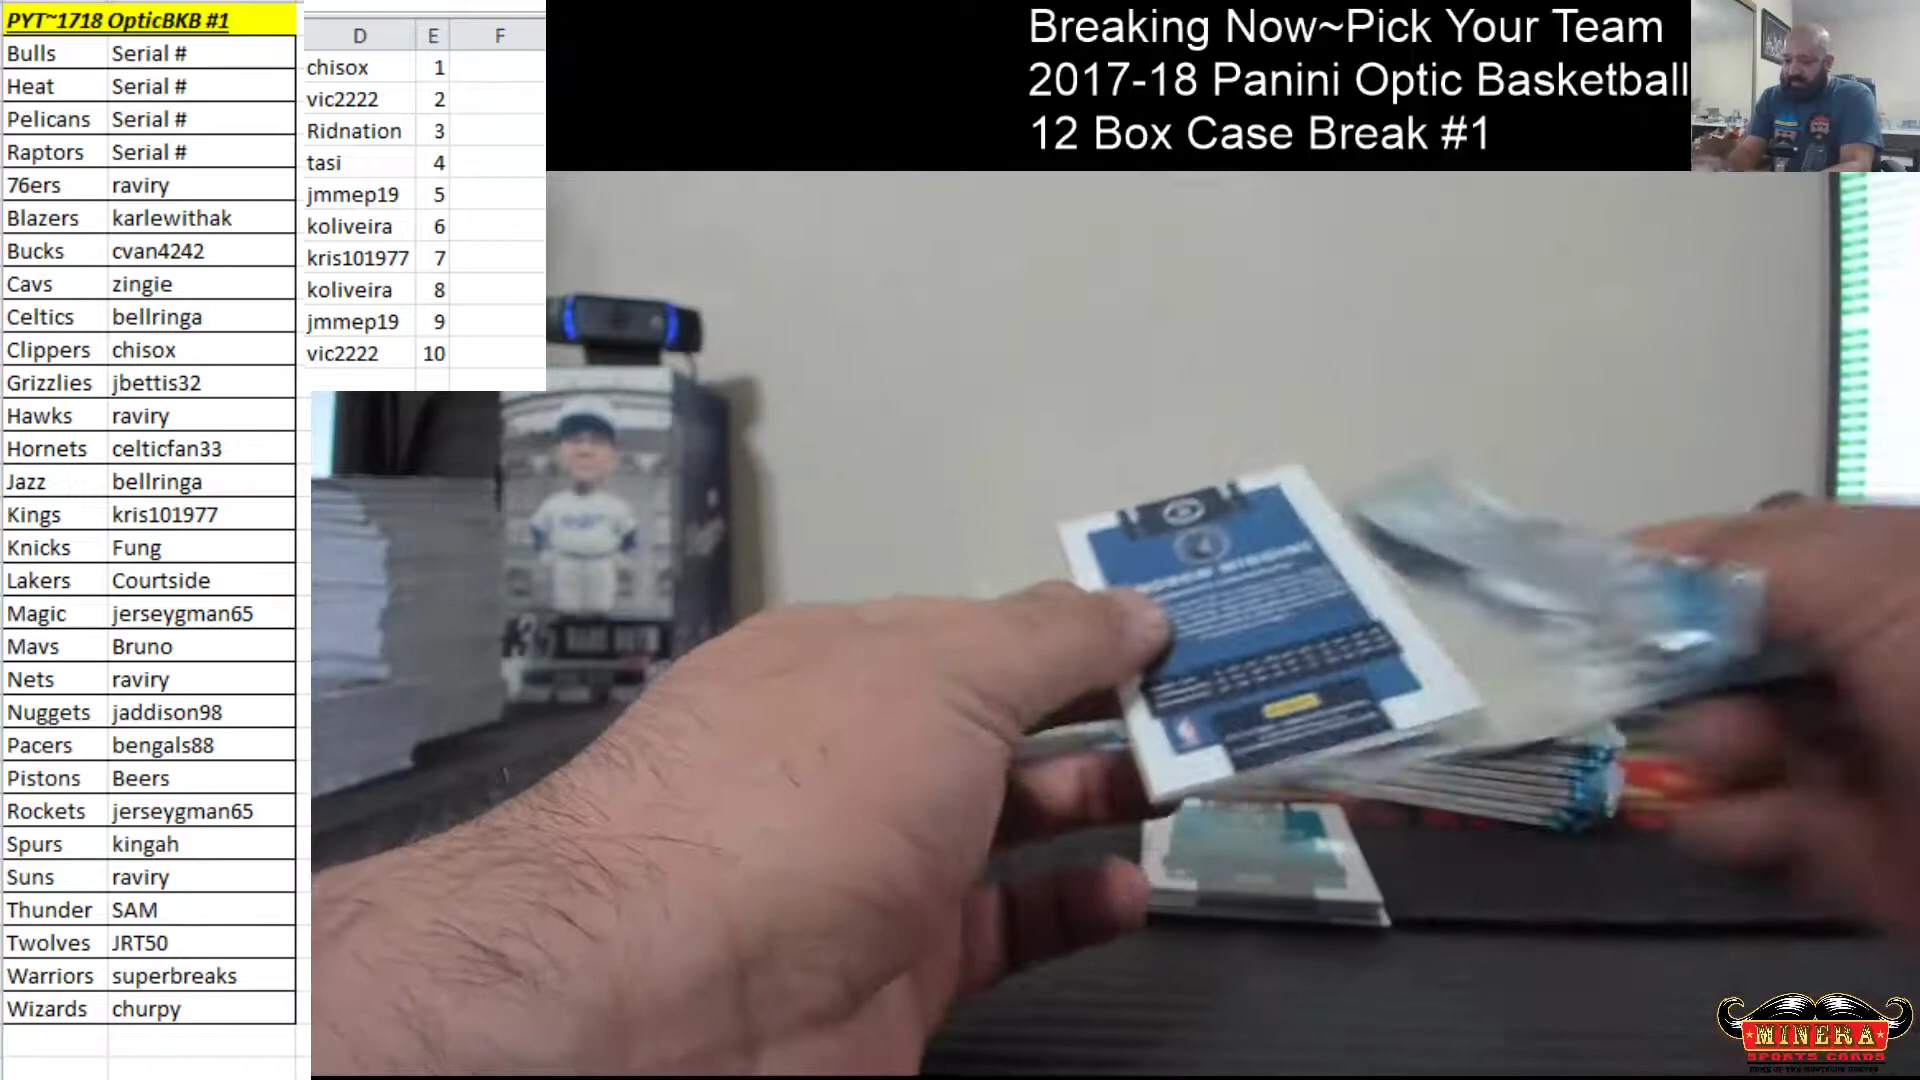 PYT~1718 OpticBKB #1
Bulls Serial #
Heat Serial #
Pelicans Serial #
Raptors Serial #
76ers raviry
Blazers karlewithak
Bucks cvan4242
Cavs zingie
Celtics bellringa
Clippers chisox
Grizzlies jbettis32
Hawks raviry
Hornets celticfan33
Jazz bellringa
Kings kris101977
Knicks Fung
Lakers Courtside
Magic jerseygman65
Mavs Bruno
Nets raviry
Nuggets jaddison98
Pacers bengals88
Pistons Beers
Rockets jerseygman65
Spurs kingah
Suns raviry
Thunder SAM
Twolves JRT50
Warriors superbreaks
Wizards churpy
D E F
chisox 1
vic2222 2
Ridnation 3
tasi 4
jmmep19 5
koliveira 6
kris101977 7
koliveira 8
jmmep19 9
vic2222 10
Breaking Now~Pick Your Team
2017-18 Panini Optic Basketball
12 Box Case Break #1
MINERA
SPORTS CARDS